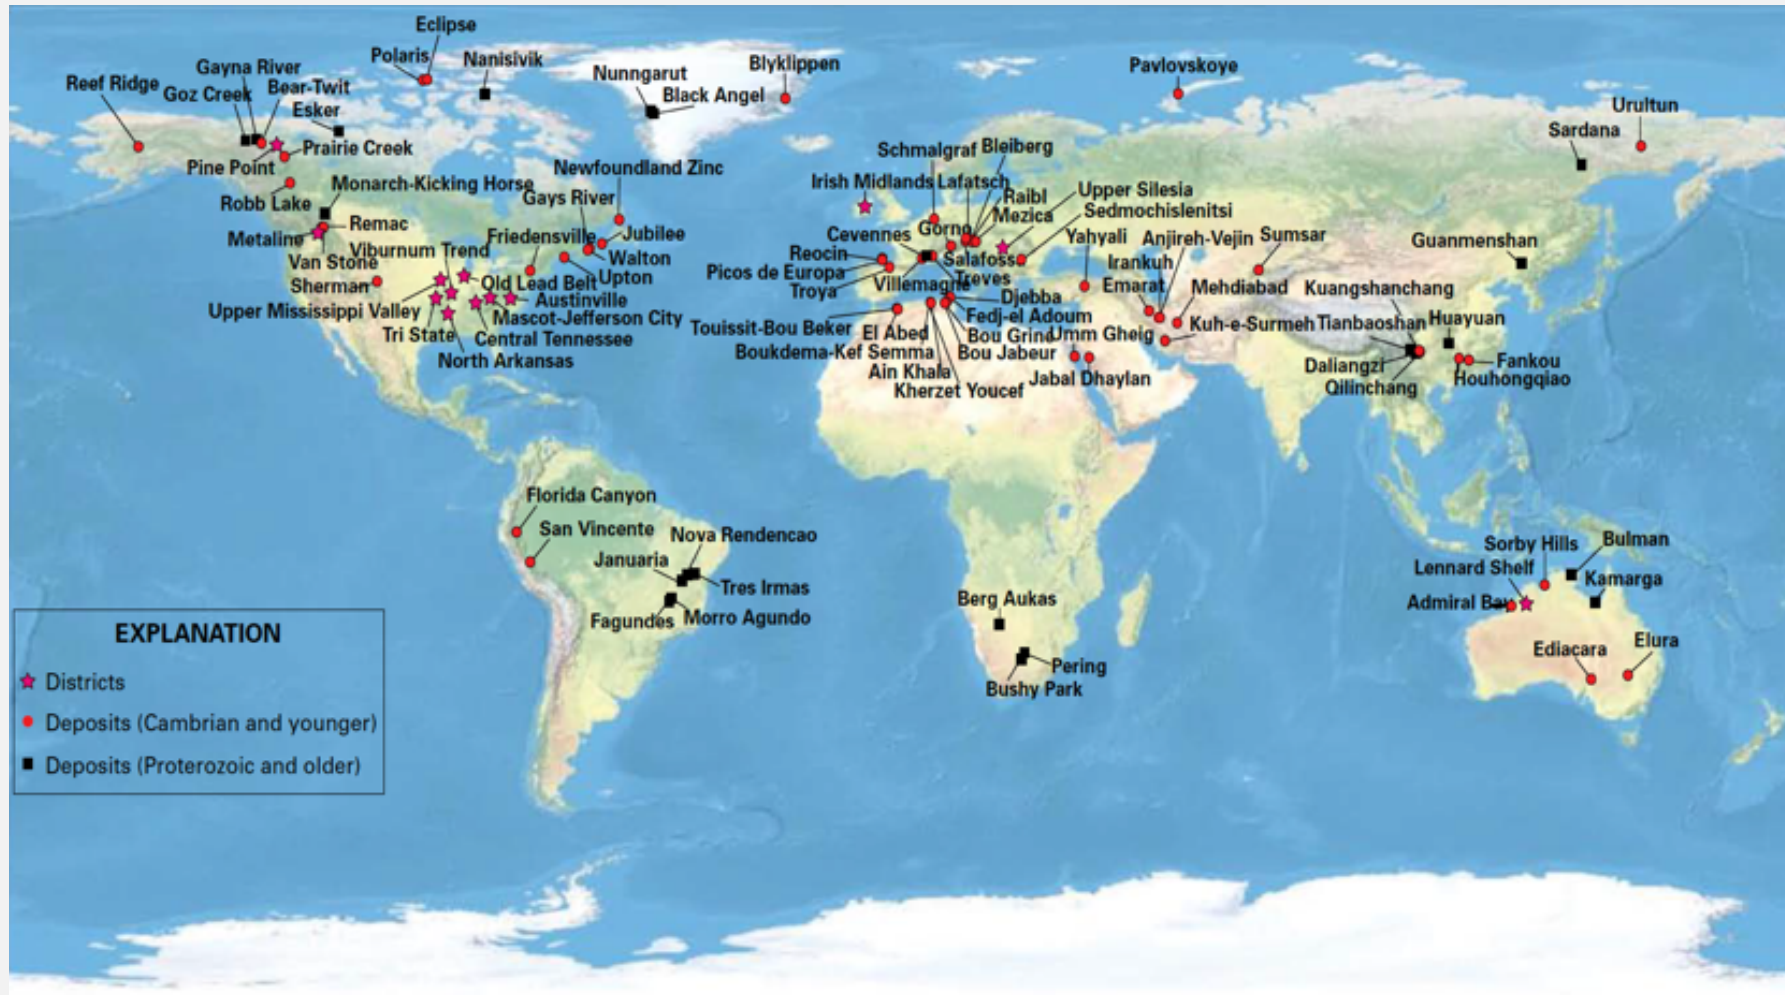 Eclipse
Polaris
Nanisivik
Gayna River
Reef Ridge
Goz Creek
Bear-Twit
Esker
Nunngarut
Black Angel
Blyklippen
Pavlovskoye
Urultun
Sardana
Pine Point
Prairie Creek
Robb Lake
Monarch-Kicking Horse
Newfoundland Zinc
Gays River
Schmalgraf
Bleiberg
Irish Midlands
Lafatsch
Raibl
Mezica
Upper Silesia
Sedmochislenitsi
Metaline
Remac
Viburnum Trend
Friedensville
Jubilee
Walton
Upton
Cevennes
Gorno
Yahyali
Anjireh-Vejin
Sumsar
Guanmenshan
Van Stone
Sherman
Old Lead Belt
Reocin
Picos de Europa
Troya
Salafossa
Villemagne
Treves
Irankuh
Emarat
Mehdiabad
Kuangshanchang
Upper Mississippi Valley
Austinville
Mascot-Jefferson City
Tri State
Central Tennessee
North Arkansas
Touissit-Bou Beker
El Abed
Djebba
Fedj-el Adoum
Bou Grine
Umm Gheig
Kuh-e-Surmeh
Tianbaoshan
Huayuan
Boukdema-Kef Semma
Bou Jabeur
Ain Khala
Kherzet Youcef
Jabal Dhaylan
Daliangzi
Qilinchang
Fankou
Houhongqiao
Florida Canyon
San Vincente
Nova Rendencao
Januaria
Tres Irmas
Fagundes
Morro Agundo
Berg Aukas
Pering
Bushy Park
Sorby Hills
Bulman
Lennard Shelf
Kamarga
Admiral Bay
Ediacara
Elura
EXPLANATION
Districts
Deposits (Cambrian and younger)
Deposits (Proterozoic and older)